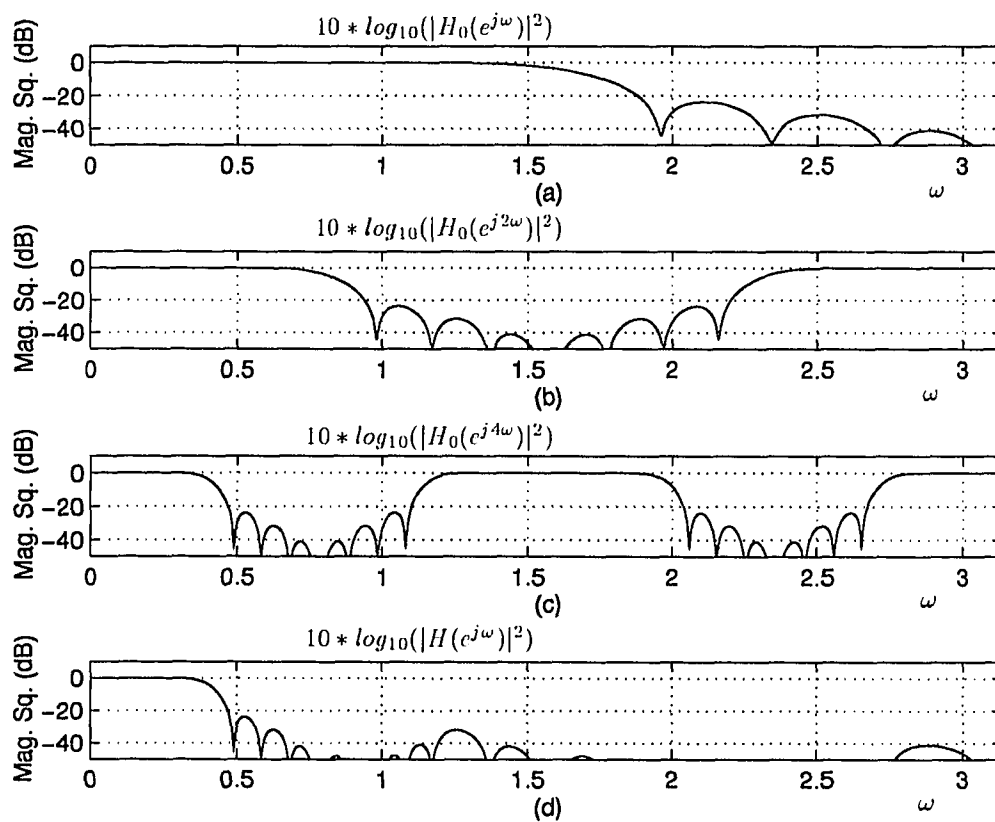 10 * log₁₀(|H₀(e^{jω})|²)
Mag. Sq. (dB)
0
−20
−40
0 0.5 1 1.5 2 2.5 3
(a)
ω
10 * log₁₀(|H₀(e^{j2ω})|²)
Mag. Sq. (dB)
0
−20
−40
0 0.5 1 1.5 2 2.5 3
(b)
ω
10 * log₁₀(|H₀(e^{j4ω})|²)
Mag. Sq. (dB)
0
−20
−40
0 0.5 1 1.5 2 2.5 3
(c)
ω
10 * log₁₀(|H(e^{jω})|²)
Mag. Sq. (dB)
0
−20
−40
0 0.5 1 1.5 2 2.5 3
(d)
ω